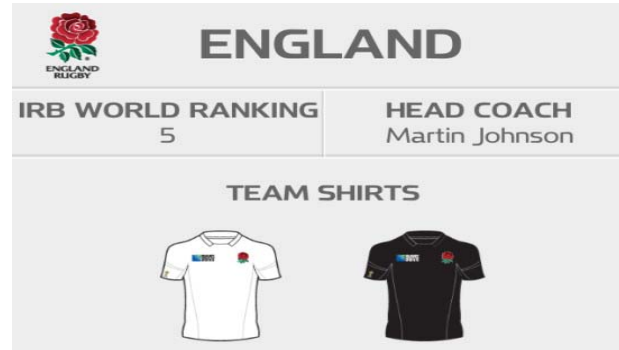 ENGLAND
RUGBY
ENGLAND
IRB WORLD RANKING
5
HEAD COACH
Martin Johnson
TEAM SHIRTS